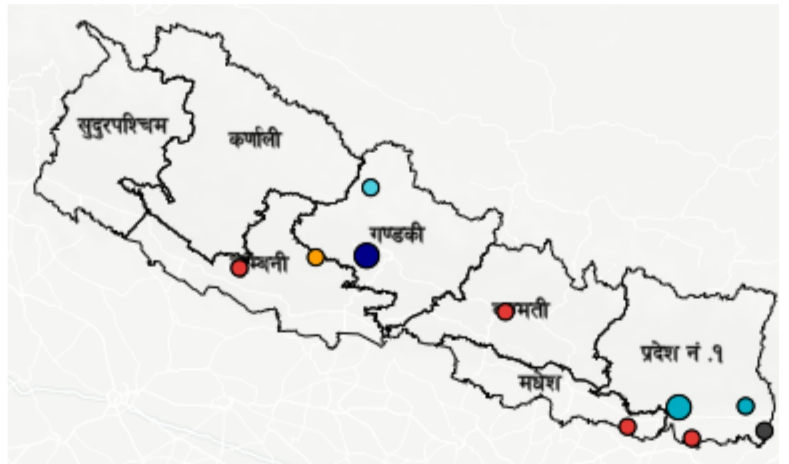 सुदुरपश्चिम
कर्णाली
गण्डकी
प्रदेश नं .१
मधेश